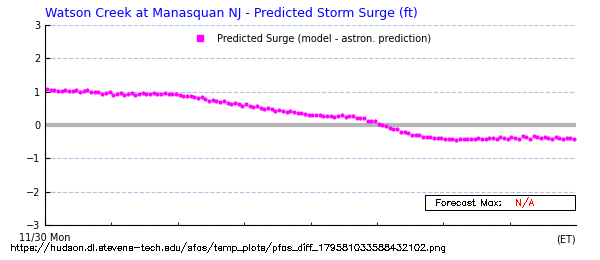 Watson Creek at Manasquan NJ - Predicted Storm Surge (ft)
3
Predicted Surge (model - astron. prediction)
2
1
0
−1
−2
Forecast Max: N/A
−3
11/30 Mon
(ET)
https://hudson.dl.stevens-tech.edu/sfas/temp_plots/pfas_diff_179581033588432102.png